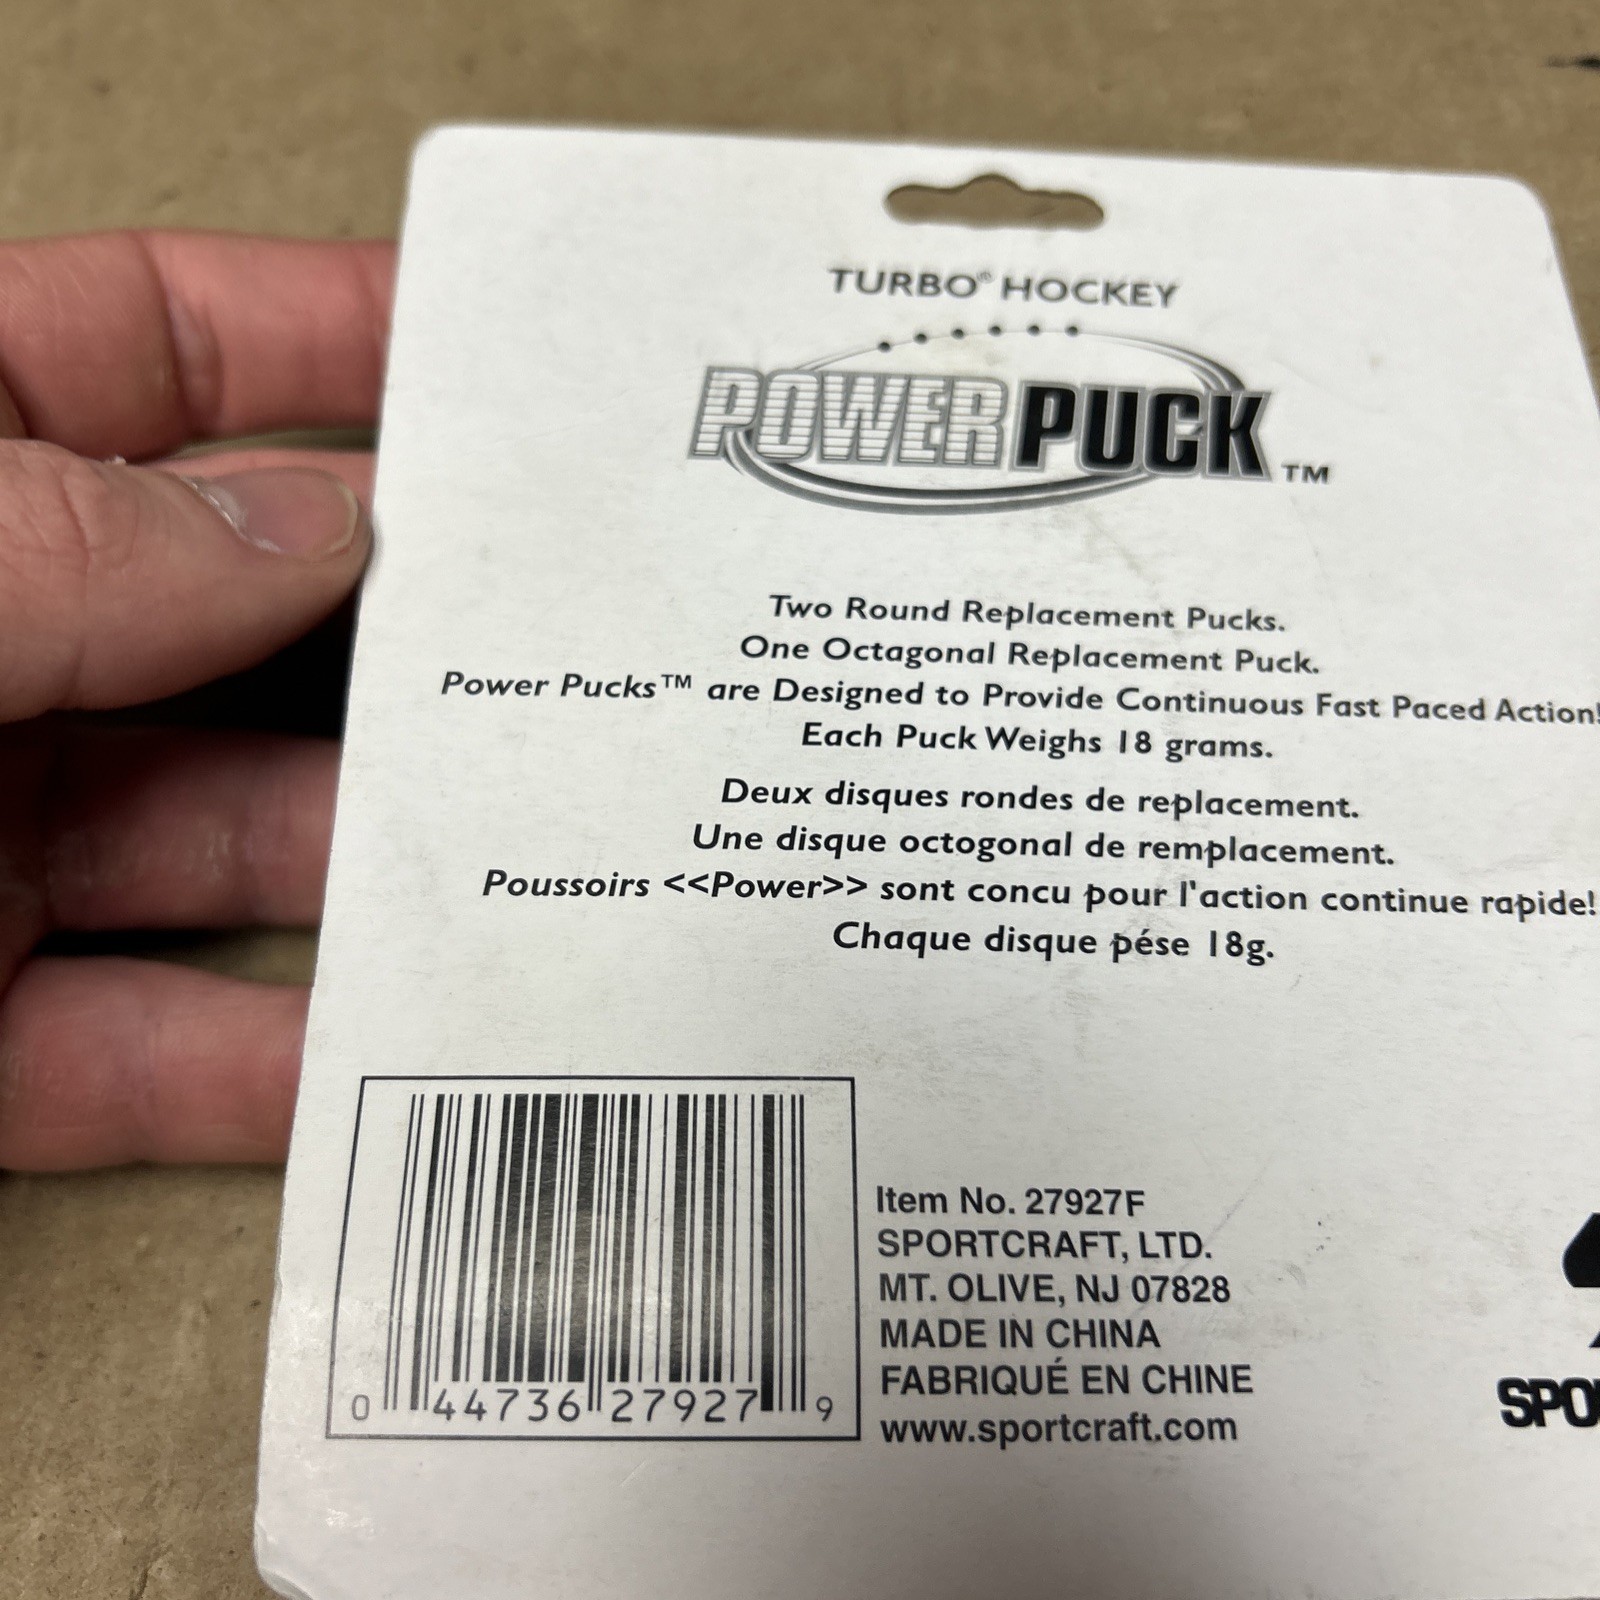 TURBO® HOCKEY
POWER PUCK™
Two Round Replacement Pucks.
One Octagonal Replacement Puck.
Power Pucks™ are Designed to Provide Continuous Fast Paced Action!
Each Puck Weighs 18 grams.
Deux disques rondes de replacement.
Une disque octogonal de remplacement.
Poussoirs <<Power>> sont concu pour l'action continue rapide!
Chaque disque pése 18g.
Item No. 27927F
SPORTCRAFT, LTD.
MT. OLIVE, NJ 07828
MADE IN CHINA
FABRIQUÉ EN CHINE
www.sportcraft.com
0 44736 27927 9
SPO